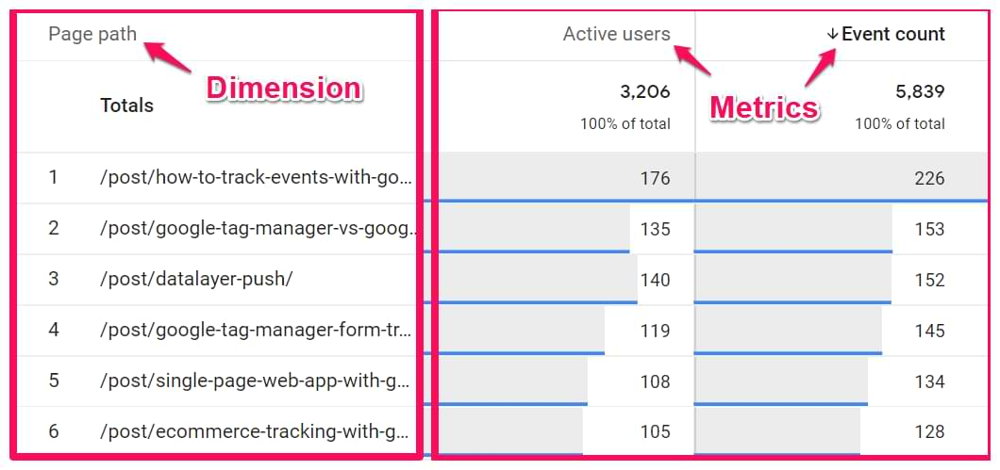 Page path Active users ↓ Event count
Dimension
Metrics
Totals 3,206 5,839
100% of total 100% of total
1 /post/how-to-track-events-with-go... 176 226
2 /post/google-tag-manager-vs-goog... 135 153
3 /post/datalayer-push/ 140 152
4 /post/google-tag-manager-form-tr... 119 145
5 /post/single-page-web-app-with-g... 108 134
6 /post/ecommerce-tracking-with-g... 105 128